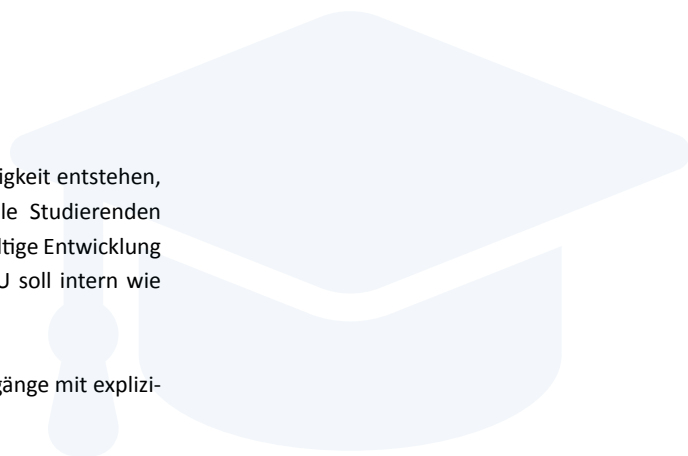 igkeit entstehen,
le Studierenden
ltige Entwicklung
U soll intern wie
gänge mit explizi-